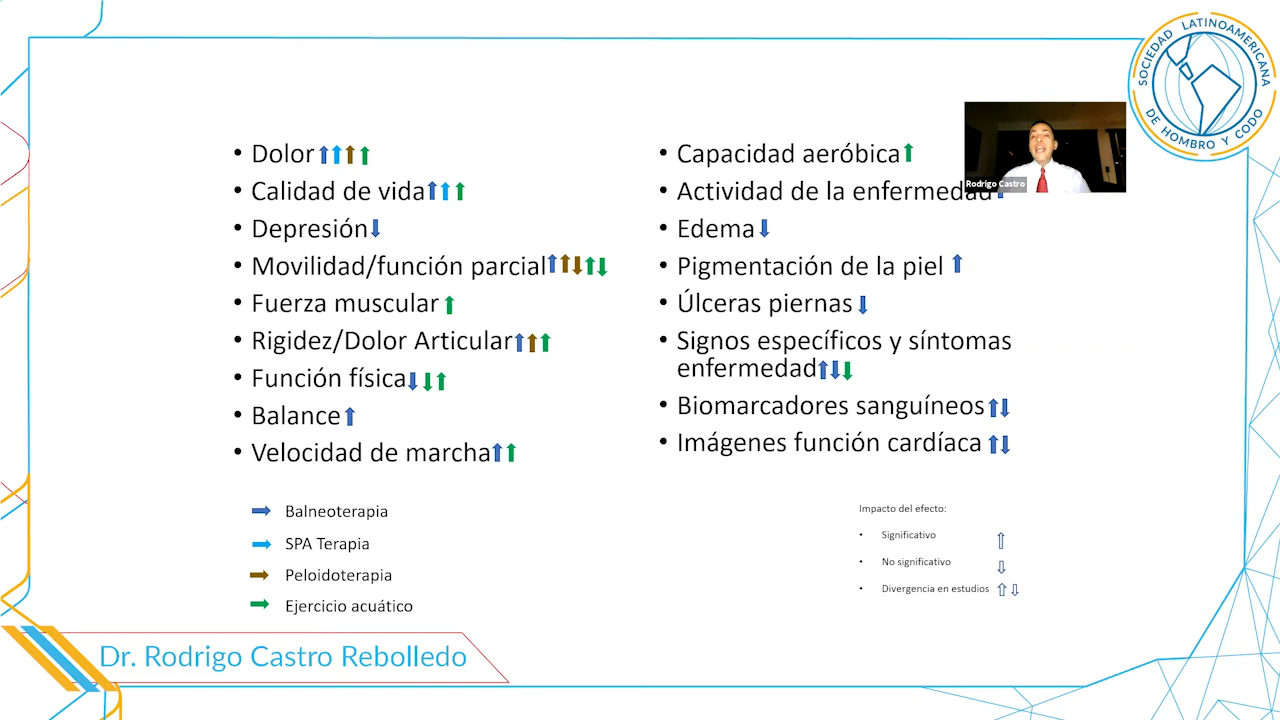 SOCIEDAD LATINOAMERICANA
DE HOMBRO Y CODO
Rodrigo Castro
• Dolor
• Calidad de vida
• Depresión
• Movilidad/función parcial
• Fuerza muscular
• Rigidez/Dolor Articular
• Función física
• Balance
• Velocidad de marcha
• Capacidad aeróbica
• Actividad de la enfermedad
• Edema
• Pigmentación de la piel
• Úlceras piernas
• Signos específicos y síntomas
enfermedad
• Biomarcadores sanguíneos
• Imágenes función cardíaca
Balneoterapia
SPA Terapia
Peloidoterapia
Ejercicio acuático
Impacto del efecto:
• Significativo
• No significativo
• Divergencia en estudios
Dr. Rodrigo Castro Rebolledo